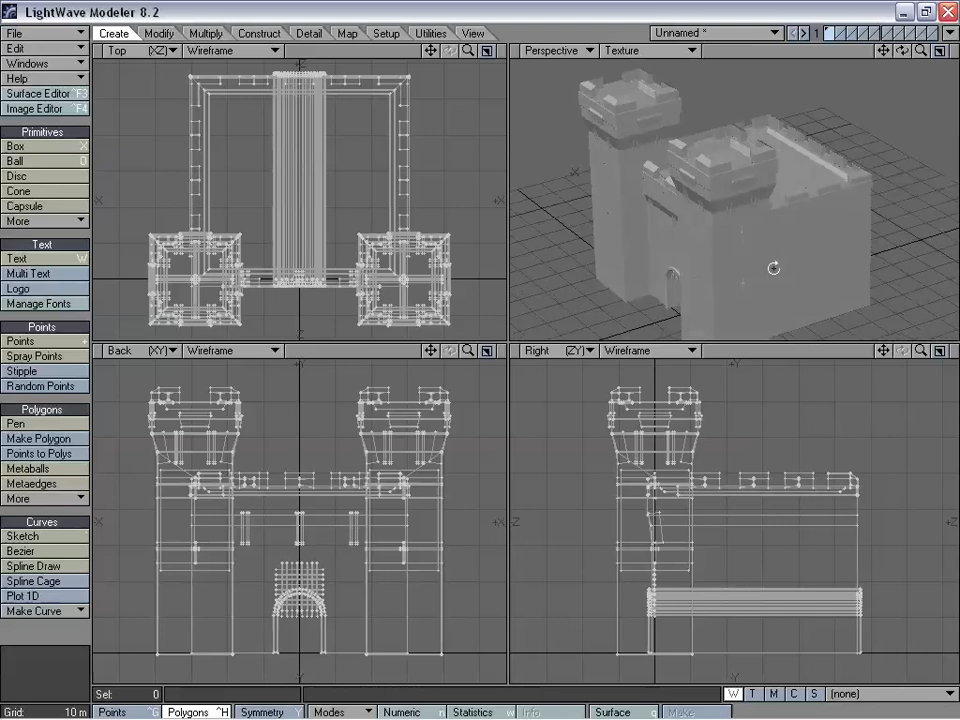 LightWave Modeler 8.2
File
Edit
Windows
Help
Surface Editor ^F3
Image Editor ^F4
Primitives
Box X
Ball O
Disc
Cone
Capsule
More
Text
Text W
Multi Text
Logo
Manage Fonts
Points
Points +
Spray Points
Stipple
Random Points
Polygons
Pen
Make Polygon
Points to Polys
Metaballs
Metaedges
More
Curves
Sketch
Bezier
Spline Draw
Spline Cage
Plot 1D
Make Curve
Grid: 10 m
Create Modify Multiply Construct Detail Map Setup Utilities View Unnamed * 1
Top (XZ) Wireframe
Perspective Texture
Back (XY) Wireframe
Right (ZY) Wireframe
Sel: 0 W T M C S (none)
Points ^G Polygons ^H Symmetry Y Modes Numeric n Statistics w Info i Surface q Make